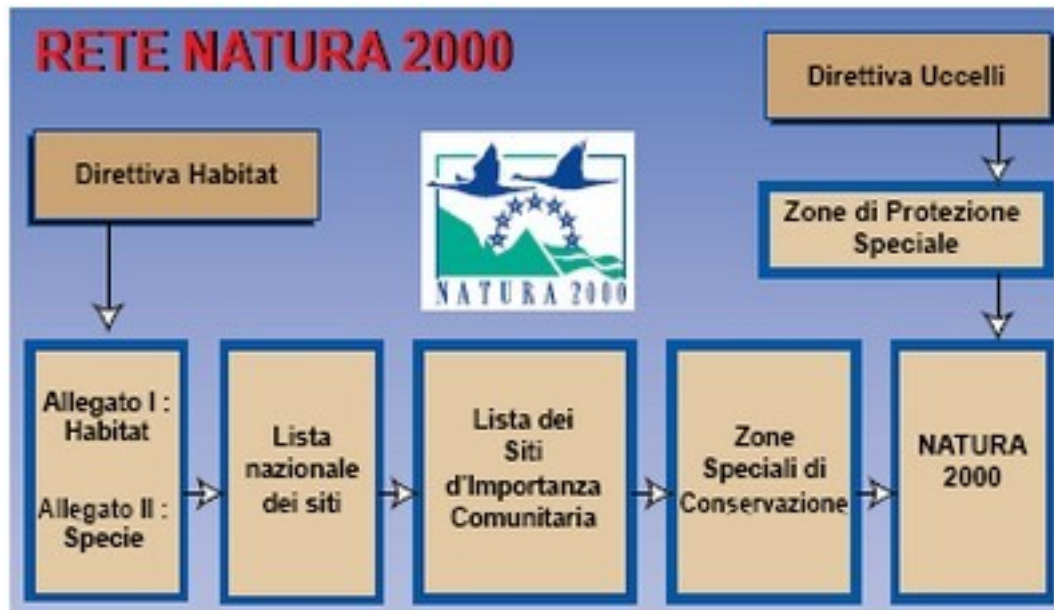 RETE NATURA 2000
Direttiva Uccelli
Direttiva Habitat
Zone di Protezione
Speciale
NATURA 2000
Allegato I :
Habitat
Allegato II :
Specie
Lista
nazionale
dei siti
Lista dei
Siti
d'Importanza
Comunitaria
Zone
Speciali di
Conservazione
NATURA
2000